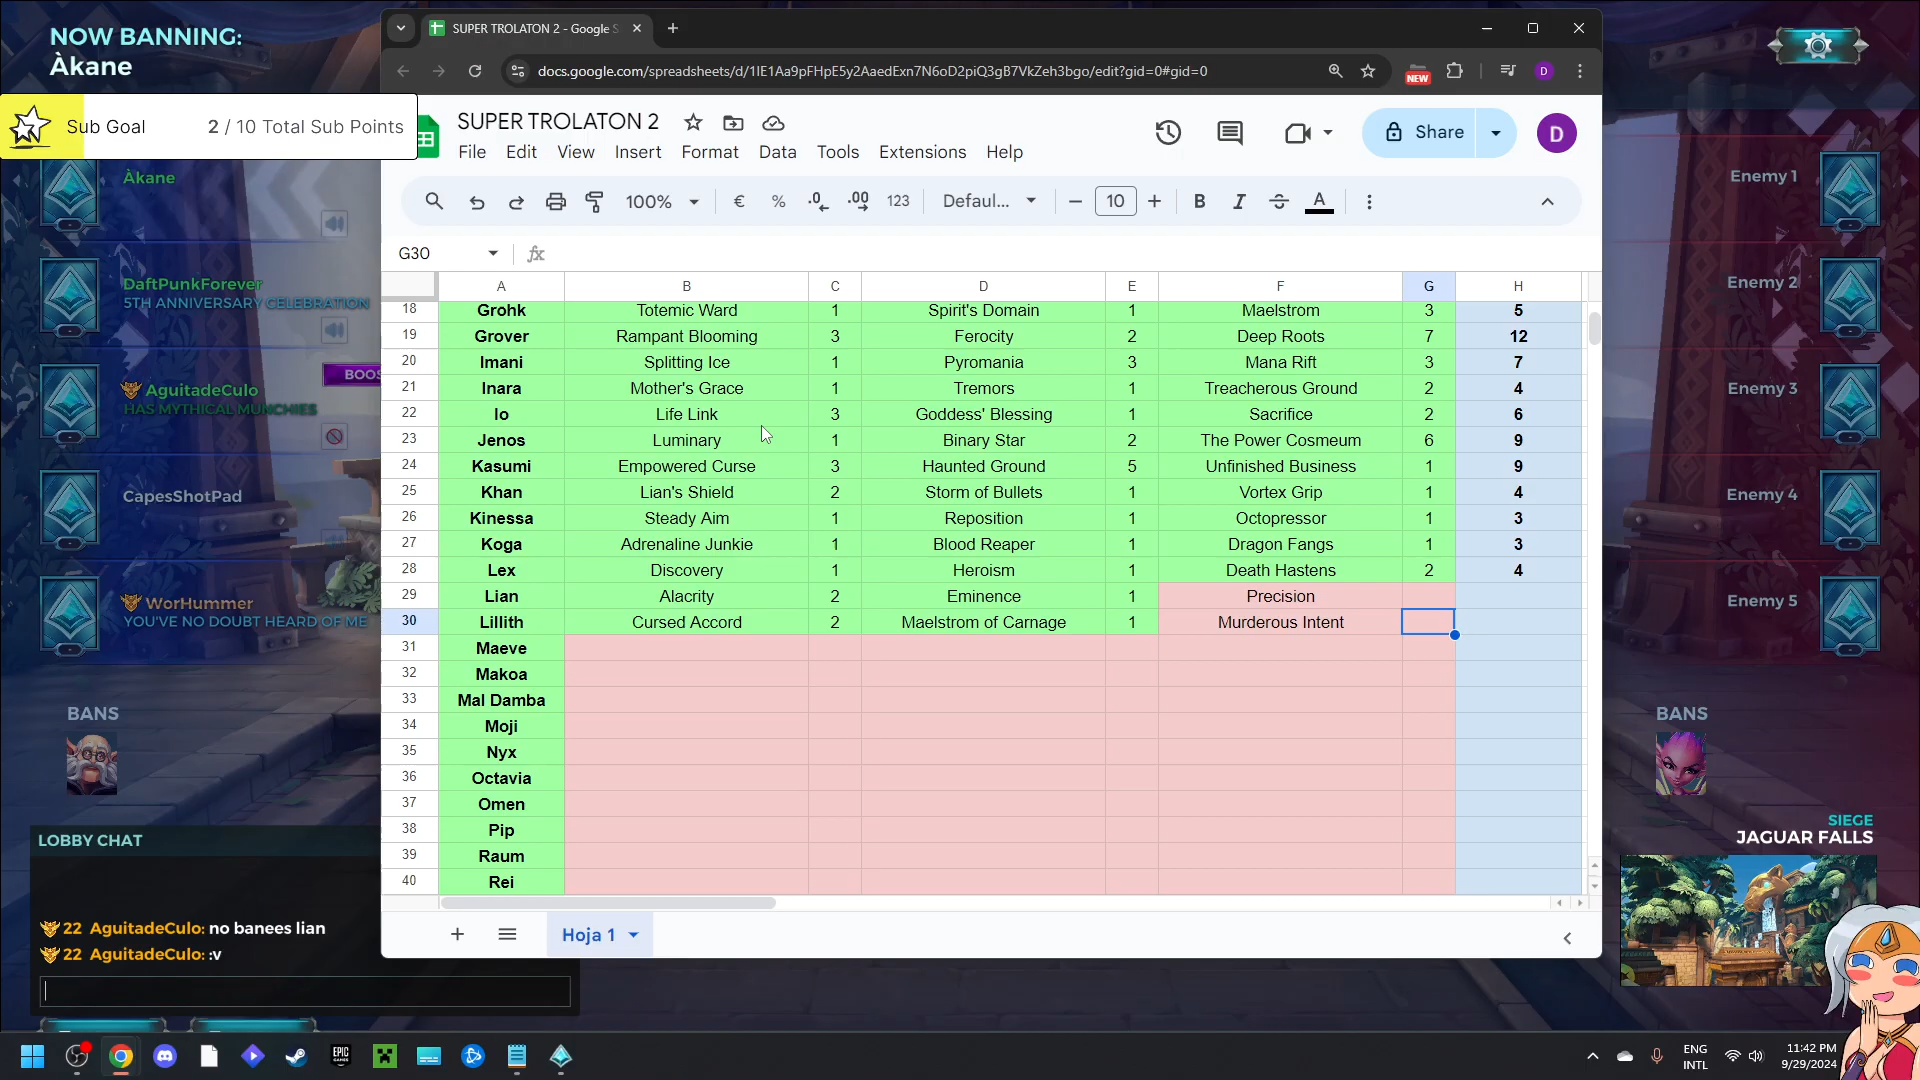 NOW BANNING:
Àkane
Sub Goal 2 / 10 Total Sub Points
Àkane
DaftPunkForever
5TH ANNIVERSARY CELEBRATION
AguitadeCulo
HAS MYTHICAL MUNCHIES
BOOS
CapesShotPad
WorHummer
YOU'VE NO DOUBT HEARD OF ME
BANS
LOBBY CHAT
22 AguitadeCulo: no banees lian
22 AguitadeCulo: :v
SUPER TROLATON 2 - Google S
docs.google.com/spreadsheets/d/1IE1Aa9pFHpE5y2AaedExn7N6oD2piQ3gB7VkZeh3bgo/edit?gid=0#gid=0
NEW
D
SUPER TROLATON 2
Share
D
File Edit View Insert Format Data Tools Extensions Help
100% € % .0 .00 123 Defaul... 10 B I S A
G30 fx
A B C D E F G H
18 Grohk Totemic Ward 1 Spirit's Domain 1 Maelstrom 3 5
19 Grover Rampant Blooming 3 Ferocity 2 Deep Roots 7 12
20 Imani Splitting Ice 1 Pyromania 3 Mana Rift 3 7
21 Inara Mother's Grace 1 Tremors 1 Treacherous Ground 2 4
22 Io Life Link 3 Goddess' Blessing 1 Sacrifice 2 6
23 Jenos Luminary 1 Binary Star 2 The Power Cosmeum 6 9
24 Kasumi Empowered Curse 3 Haunted Ground 5 Unfinished Business 1 9
25 Khan Lian's Shield 2 Storm of Bullets 1 Vortex Grip 1 4
26 Kinessa Steady Aim 1 Reposition 1 Octopressor 1 3
27 Koga Adrenaline Junkie 1 Blood Reaper 1 Dragon Fangs 1 3
28 Lex Discovery 1 Heroism 1 Death Hastens 2 4
29 Lian Alacrity 2 Eminence 1 Precision
30 Lillith Cursed Accord 2 Maelstrom of Carnage 1 Murderous Intent
31 Maeve
32 Makoa
33 Mal Damba
34 Moji
35 Nyx
36 Octavia
37 Omen
38 Pip
39 Raum
40 Rei
Hoja 1
Enemy 1
Enemy 2
Enemy 3
Enemy 4
Enemy 5
BANS
SIEGE
JAGUAR FALLS
EPIC GAMES
ENG
INTL
11:42 PM
9/29/2024